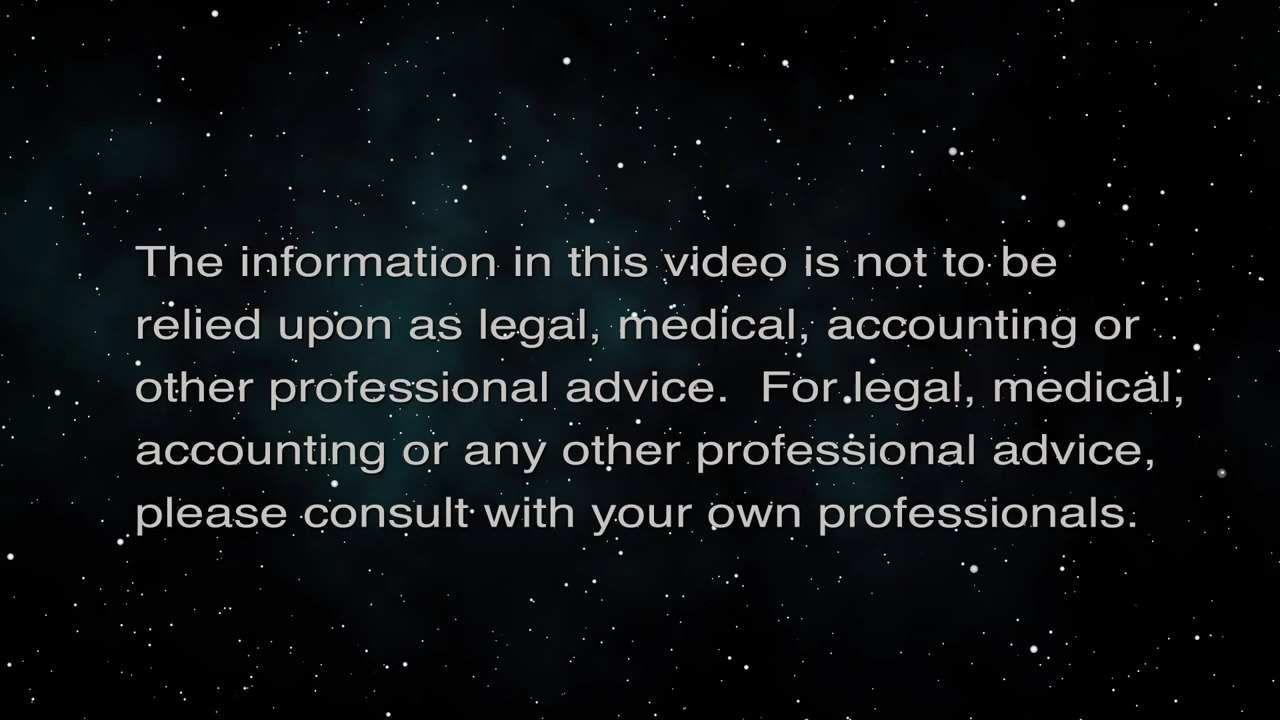 The information in this video is not to be
relied upon as legal, medical, accounting or
other professional advice.  For legal, medical,
accounting or any other professional advice,
please consult with your own professionals.